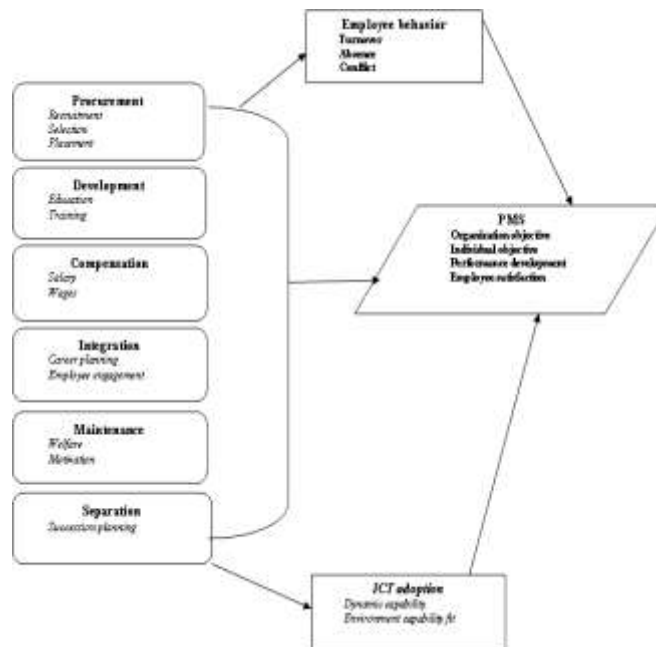 Employee behavior
Turnover
Absence
Conflict
Procurement
Recruitment
Selection
Placement
Development
Education
Training
Compensation
Salary
Wages
Integration
Career planning
Employee engagement
Maintenance
Welfare
Motivation
Separation
Succession planning
PMS
Organization objective
Individual objective
Performance development
Employee satisfaction
ICT adoption
Dynamic capability
Environment capability fit